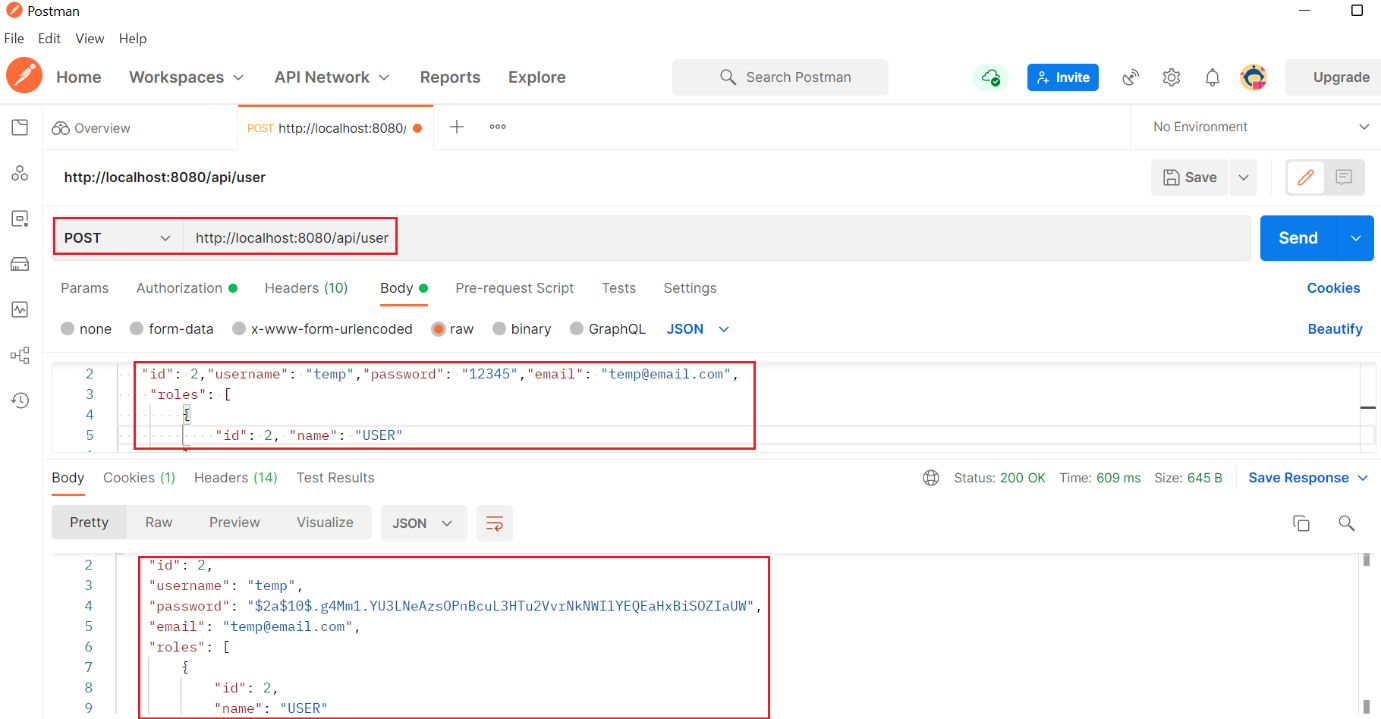 Postman
File Edit View Help
Home Workspaces API Network Reports Explore Search Postman Invite Upgrade
Overview POST http://localhost:8080/ No Environment
http://localhost:8080/api/user Save
POST http://localhost:8080/api/user Send
Params Authorization Headers (10) Body Pre-request Script Tests Settings Cookies
none form-data x-www-form-urlencoded raw binary GraphQL JSON Beautify
2 "id": 2,"username": "temp","password": "12345","email": "temp@email.com",
3 "roles": [
4 {
5 "id": 2, "name": "USER"
Body Cookies (1) Headers (14) Test Results Status: 200 OK Time: 609 ms Size: 645 B Save Response
Pretty Raw Preview Visualize JSON
2 "id": 2,
3 "username": "temp",
4 "password": "$2a$10$.g4Mm1.YU3LNeAzsOPnBcuL3HTu2VvrNkNWIlYEQEaHxBiSOZIaUW",
5 "email": "temp@email.com",
6 "roles": [
7 {
8 "id": 2,
9 "name": "USER"